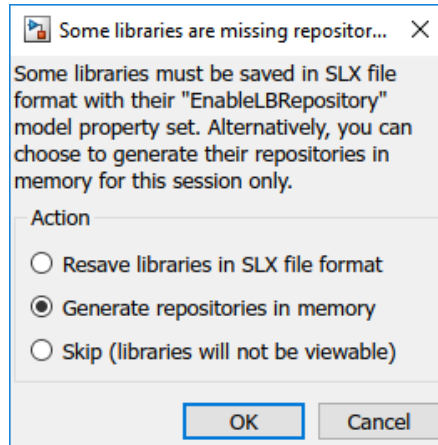 Some libraries are missing repositor...
Some libraries must be saved in SLX file
format with their "EnableLBRepository"
model property set. Alternatively, you can
choose to generate their repositories in
memory for this session only.
Action
Resave libraries in SLX file format
Generate repositories in memory
Skip (libraries will not be viewable)
OK Cancel